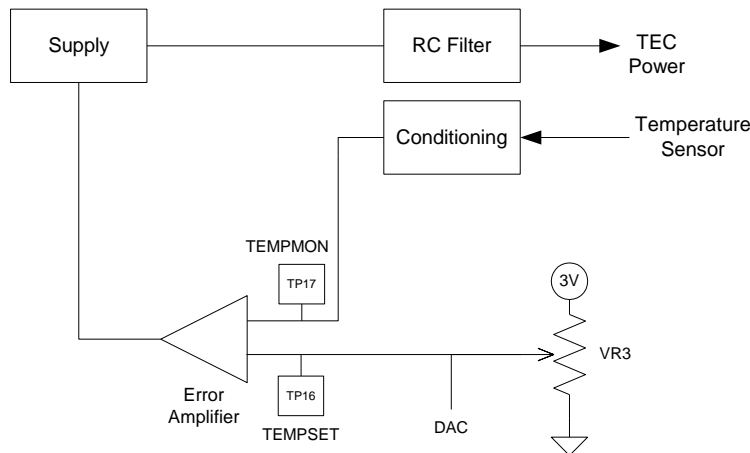 Supply
RC Filter
TEC
Power
Conditioning
Temperature
Sensor
TEMPMON
TP17
3V
VR3
Error
Amplifier
TP16
TEMPSET
DAC